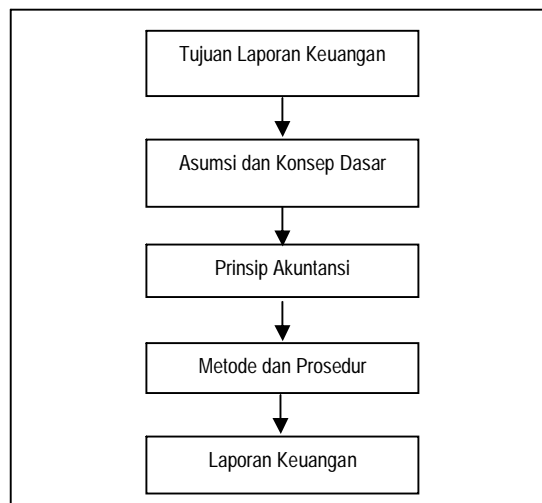 Tujuan Laporan Keuangan
Asumsi dan Konsep Dasar
Prinsip Akuntansi
Metode dan Prosedur
Laporan Keuangan